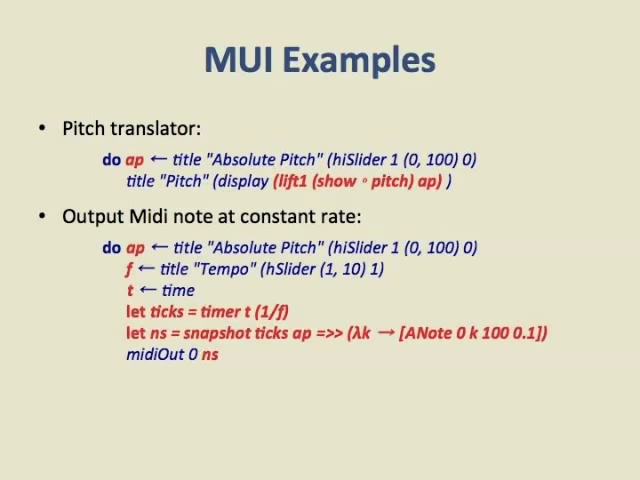 MUI Examples
• Pitch translator:
do ap ← title "Absolute Pitch" (hiSlider 1 (0, 100) 0)
title "Pitch" (display (lift1 (show ∘ pitch) ap) )
• Output Midi note at constant rate:
do ap ← title "Absolute Pitch" (hiSlider 1 (0, 100) 0)
f ← title "Tempo" (hSlider (1, 10) 1)
t ← time
let ticks = timer t (1/f)
let ns = snapshot ticks ap =>> (λk → [ANote 0 k 100 0.1])
midiOut 0 ns